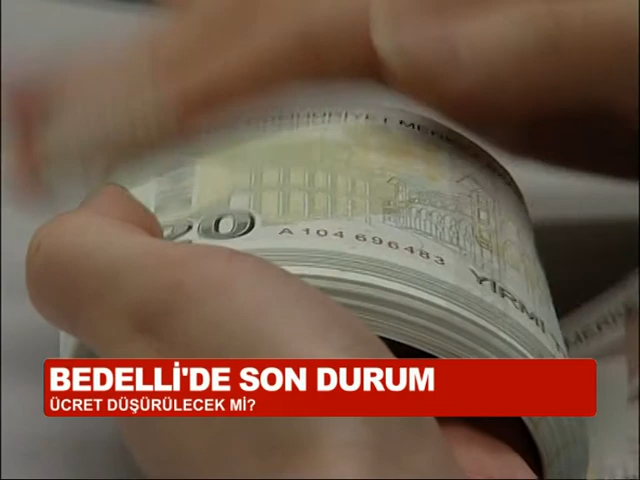 20
A104 696483
YİRMİ
BEDELLİ'DE SON DURUM
ÜCRET DÜŞÜRÜLECEK Mİ?